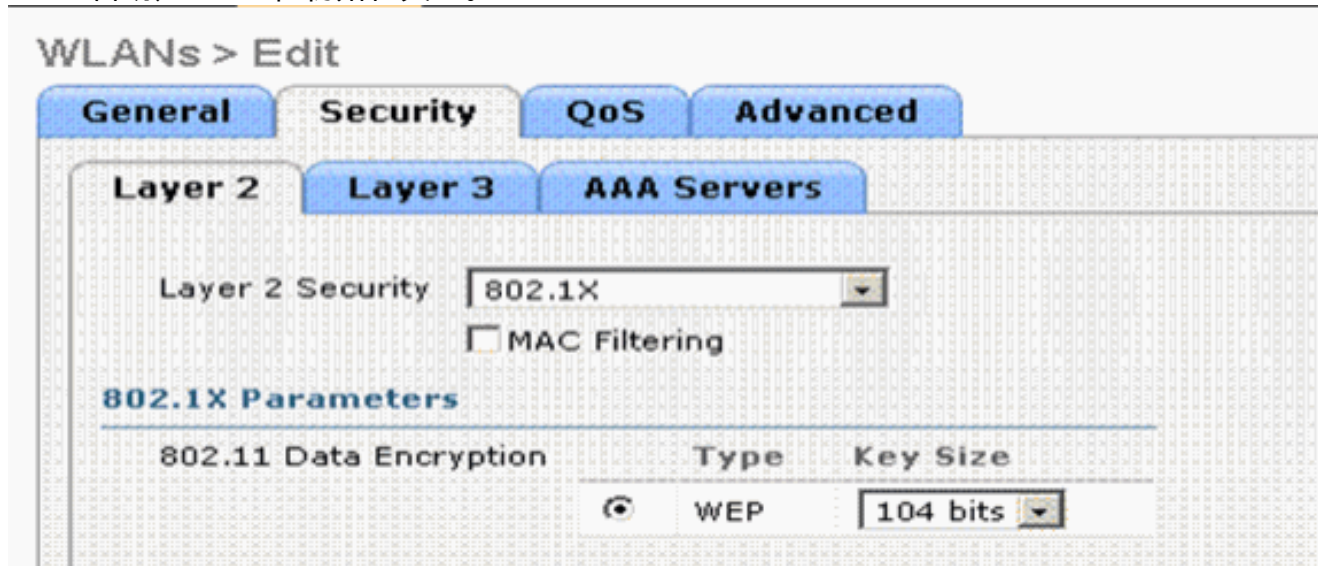 WLANs > Edit
General Security QoS Advanced
Layer 2 Layer 3 AAA Servers
Layer 2 Security 802.1X
MAC Filtering
802.1X Parameters
802.11 Data Encryption Type Key Size
WEP 104 bits